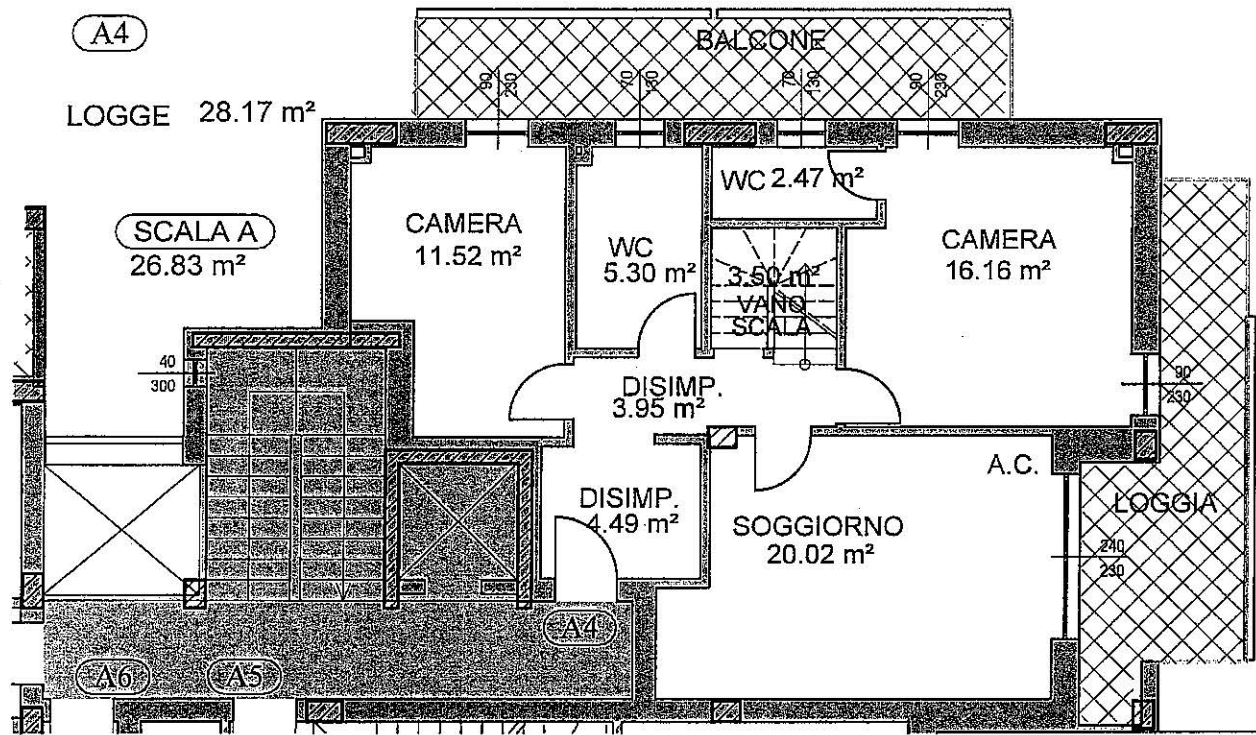 A4
LOGGE 28.17 m²
BALCONE
90
230
70
130
70
130
90
230
SCALA A
26.83 m²
CAMERA
11.52 m²
WC
5.30 m²
WC 2.47 m²
3.50 m²
VANO
SCALA
CAMERA
16.16 m²
40
300
DISIMP.
3.95 m²
90
230
A.C.
LOGGIA
DISIMP.
4.49 m²
SOGGIORNO
20.02 m²
240
230
A4
A6
A5